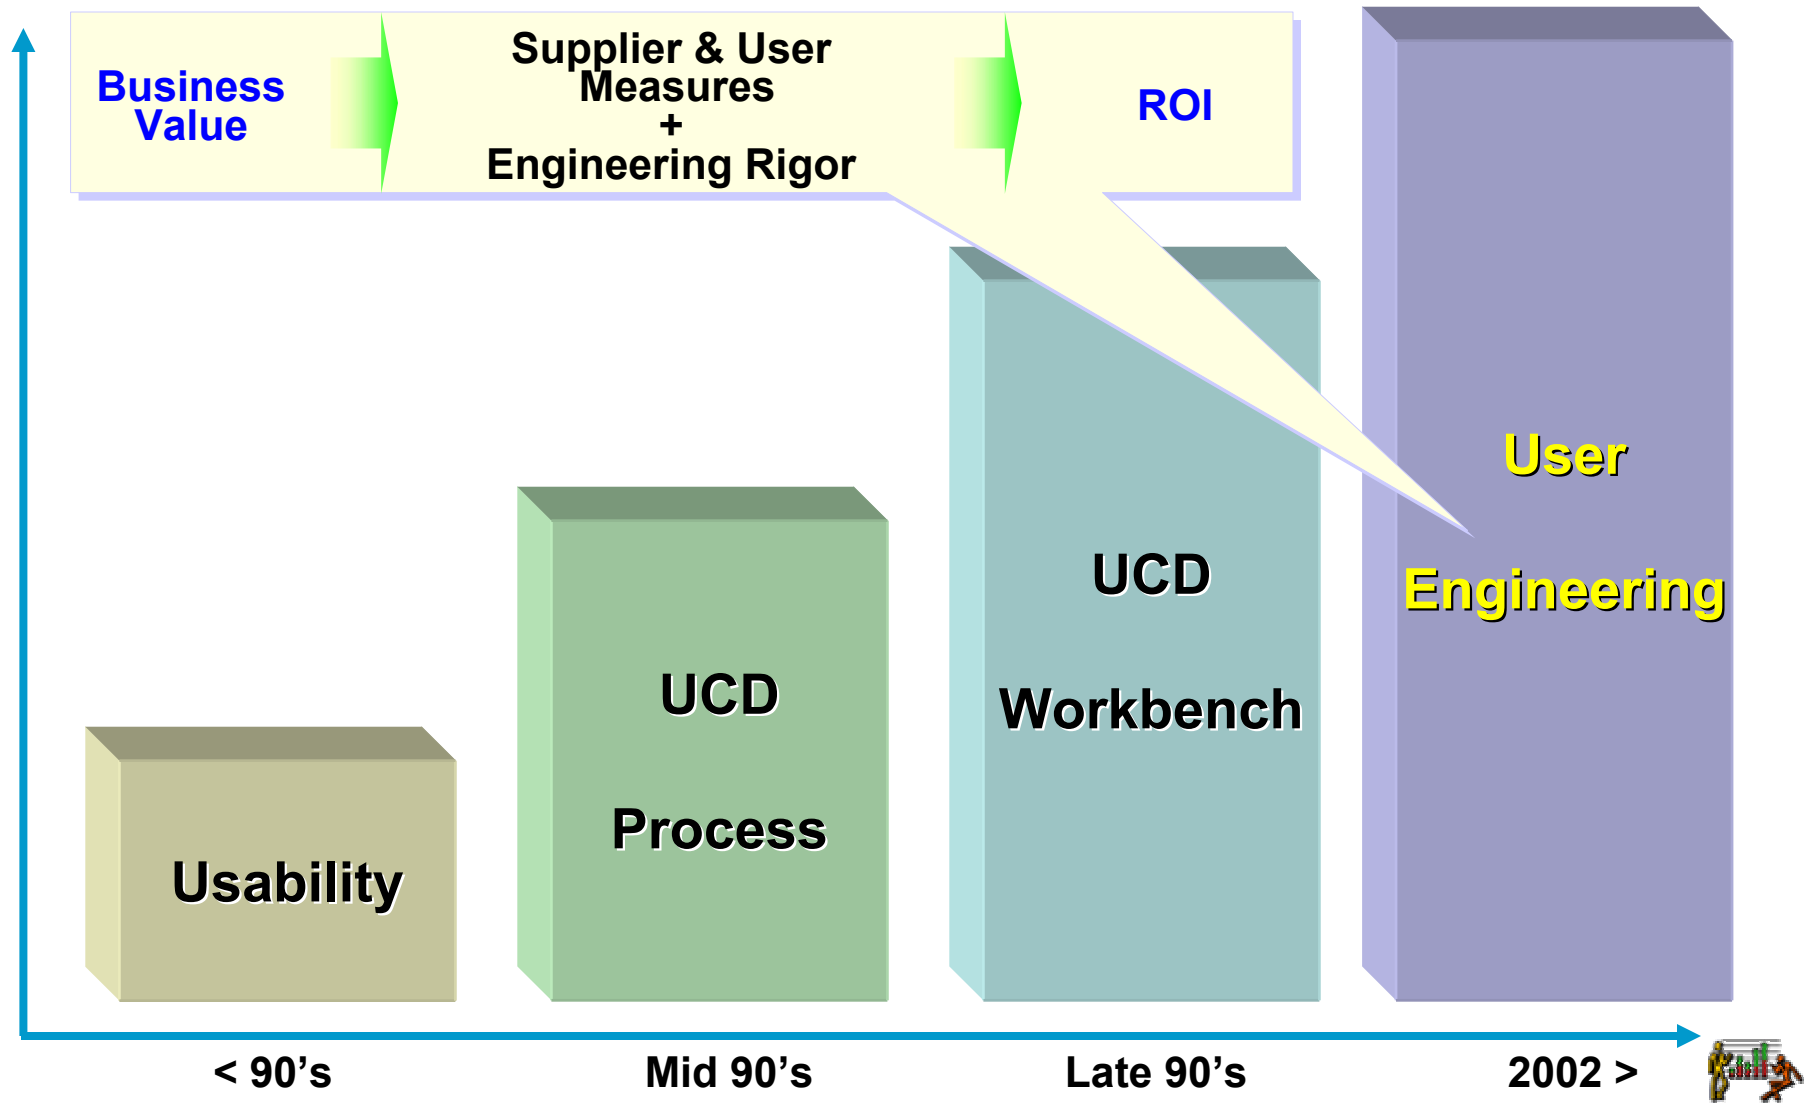 Business
Value
Supplier & User
Measures
+
Engineering Rigor
ROI
User
Engineering
UCD
Workbench
UCD
Process
Usability
< 90’s
Mid 90’s
Late 90’s
2002 >